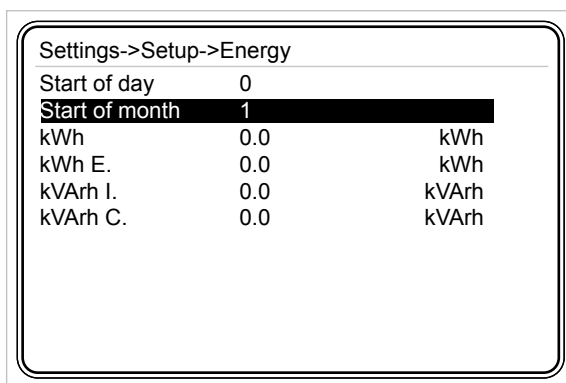 Settings->Setup->Energy
Start of day 0
Start of month 1
kWh 0.0 kWh
kWh E. 0.0 kWh
kVArh I. 0.0 kVArh
kVArh C. 0.0 kVArh